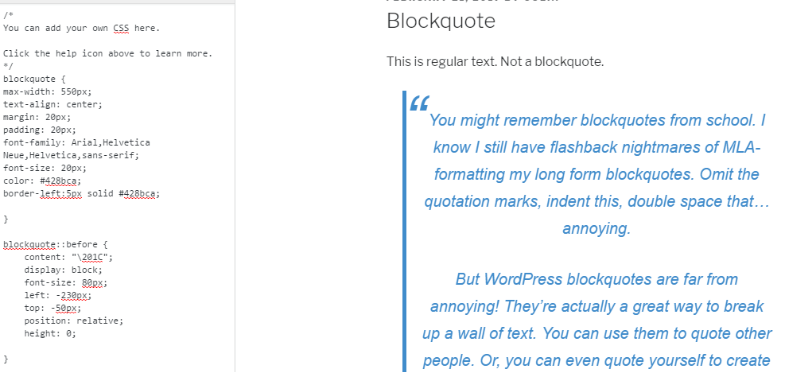 /*
You can add your own CSS here.
Click the help icon above to learn more.
*/
blockquote {
max-width: 550px;
text-align: center;
margin: 20px;
padding: 20px;
font-family: Arial,Helvetica
Neue,Helvetica,sans-serif;
font-size: 20px;
color: #428bca;
border-left:5px solid #428bca;
}
blockquote::before {
content: "\201C";
display: block;
font-size: 80px;
left: -230px;
top: -50px;
position: relative;
height: 0;
}
Blockquote
This is regular text. Not a blockquote.
“
You might remember blockquotes from school. I
know I still have flashback nightmares of MLA-
formatting my long form blockquotes. Omit the
quotation marks, indent this, double space that…
annoying.
But WordPress blockquotes are far from
annoying! They’re actually a great way to break
up a wall of text. You can use them to quote other
people. Or, you can even quote yourself to create